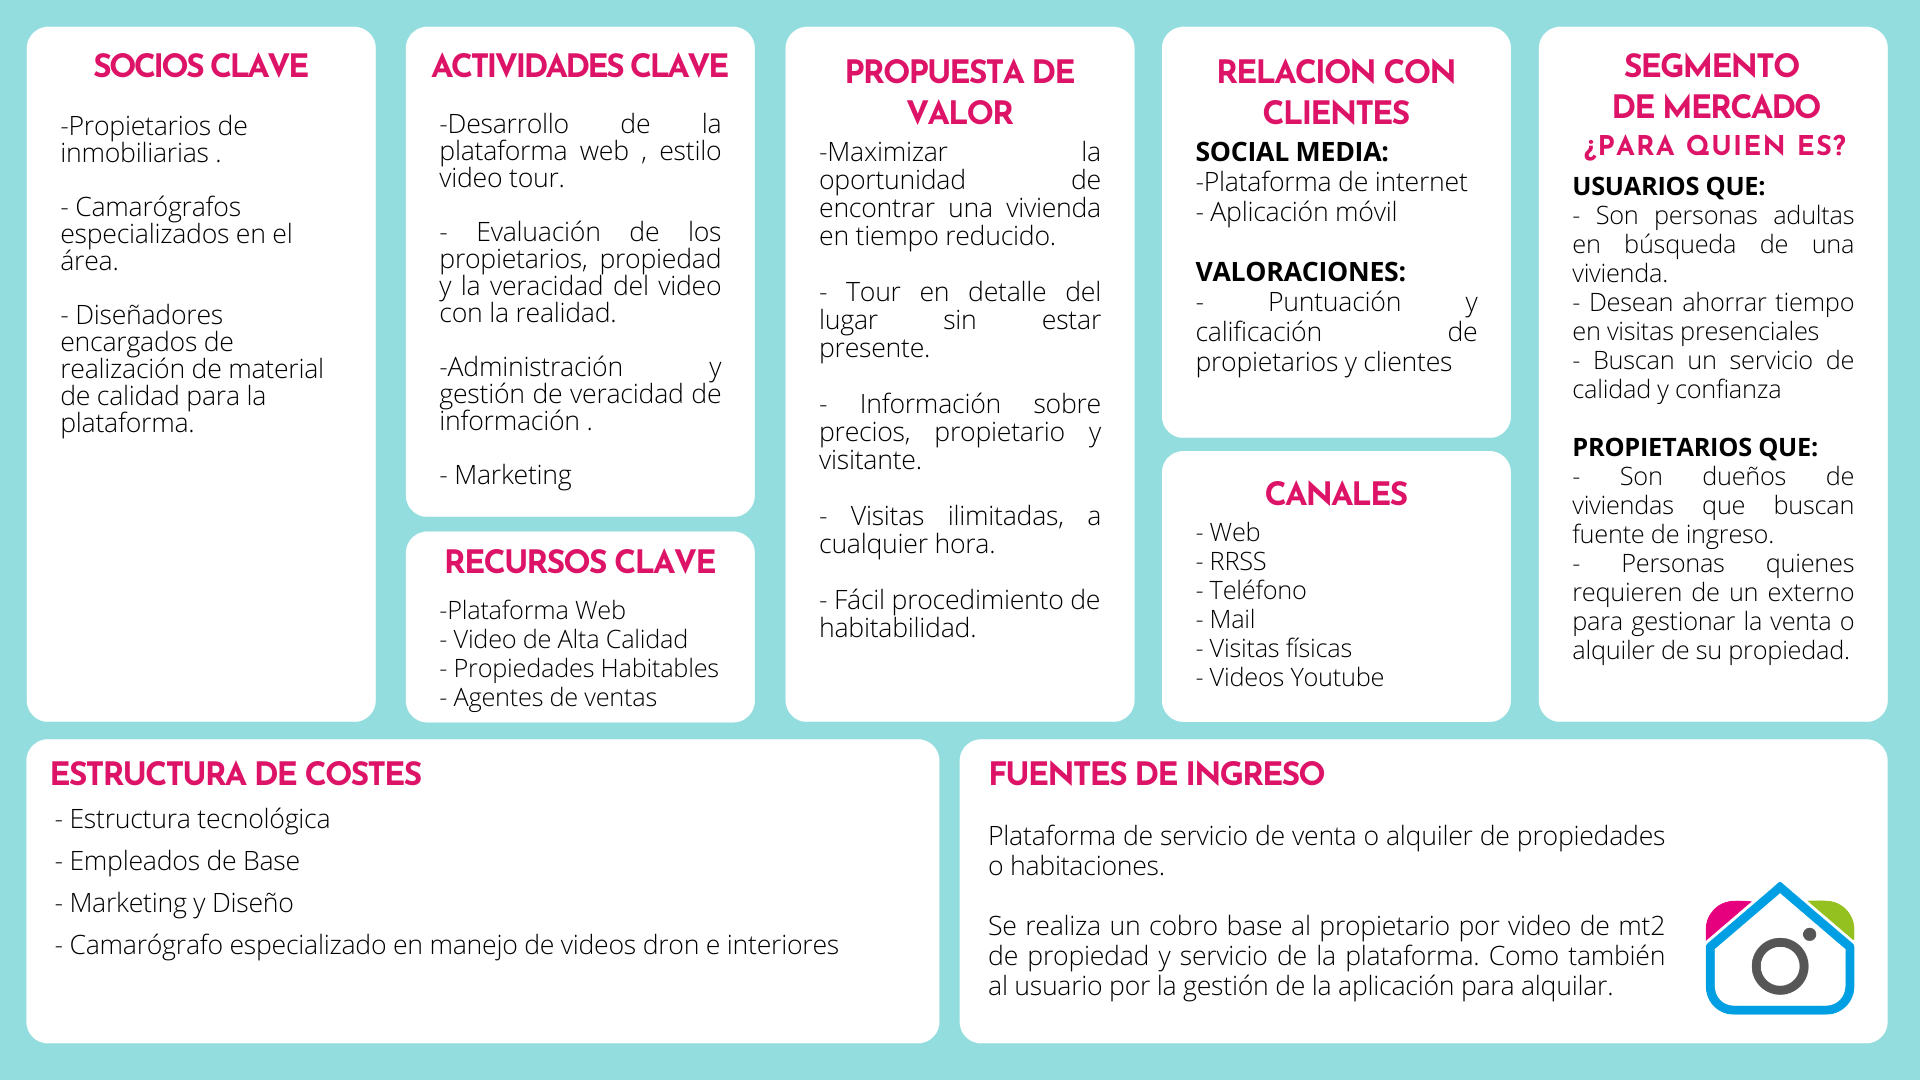 SOCIOS CLAVE
-Propietarios de
inmobiliarias .
- Camarógrafos
especializados en el
área.
- Diseñadores
encargados de
realización de material
de calidad para la
plataforma.
ACTIVIDADES CLAVE
-Desarrollo de la
plataforma web , estilo
video tour.
- Evaluación de los
propietarios, propiedad
y la veracidad del video
con la realidad.
-Administración y
gestión de veracidad de
información .
- Marketing
RECURSOS CLAVE
-Plataforma Web
- Video de Alta Calidad
- Propiedades Habitables
- Agentes de ventas
PROPUESTA DE
VALOR
-Maximizar la
oportunidad de
encontrar una vivienda
en tiempo reducido.
- Tour en detalle del
lugar sin estar
presente.
- Información sobre
precios, propietario y
visitante.
- Visitas ilimitadas, a
cualquier hora.
- Fácil procedimiento de
habitabilidad.
RELACION CON
CLIENTES
SOCIAL MEDIA:
-Plataforma de internet
- Aplicación móvil
VALORACIONES:
- Puntuación y
calificación de
propietarios y clientes
CANALES
- Web
- RRSS
- Teléfono
- Mail
- Visitas físicas
- Videos Youtube
SEGMENTO
DE MERCADO
¿PARA QUIEN ES?
USUARIOS QUE:
- Son personas adultas
en búsqueda de una
vivienda.
- Desean ahorrar tiempo
en visitas presenciales
- Buscan un servicio de
calidad y confianza
PROPIETARIOS QUE:
- Son dueños de
viviendas que buscan
fuente de ingreso.
- Personas quienes
requieren de un externo
para gestionar la venta o
alquiler de su propiedad.
ESTRUCTURA DE COSTES
- Estructura tecnológica
- Empleados de Base
- Marketing y Diseño
- Camarógrafo especializado en manejo de videos dron e interiores
FUENTES DE INGRESO
Plataforma de servicio de venta o alquiler de propiedades
o habitaciones.
Se realiza un cobro base al propietario por video de mt2
de propiedad y servicio de la plataforma. Como también
al usuario por la gestión de la aplicación para alquilar.